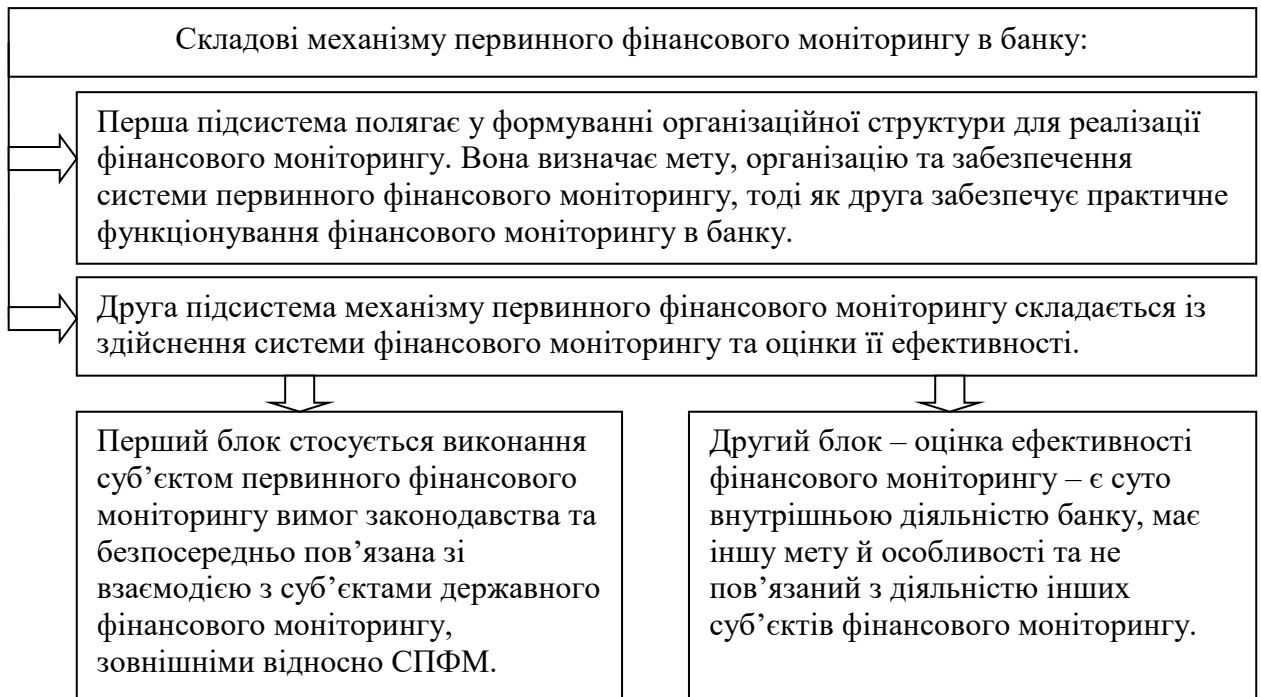 Складові механізму первинного фінансового моніторингу в банку:
Перша підсистема полягає у формуванні організаційної структури для реалізації
фінансового моніторингу. Вона визначає мету, організацію та забезпечення
системи первинного фінансового моніторингу, тоді як друга забезпечує практичне
функціонування фінансового моніторингу в банку.
Друга підсистема механізму первинного фінансового моніторингу складається із
здійснення системи фінансового моніторингу та оцінки її ефективності.
Перший блок стосується виконання
суб’єктом первинного фінансового
моніторингу вимог законодавства та
безпосередньо пов’язана зі
взаємодією з суб’єктами державного
фінансового моніторингу,
зовнішніми відносно СПФМ.
Другий блок – оцінка ефективності
фінансового моніторингу – є суто
внутрішньою діяльністю банку, має
іншу мету й особливості та не
пов’язаний з діяльністю інших
суб’єктів фінансового моніторингу.